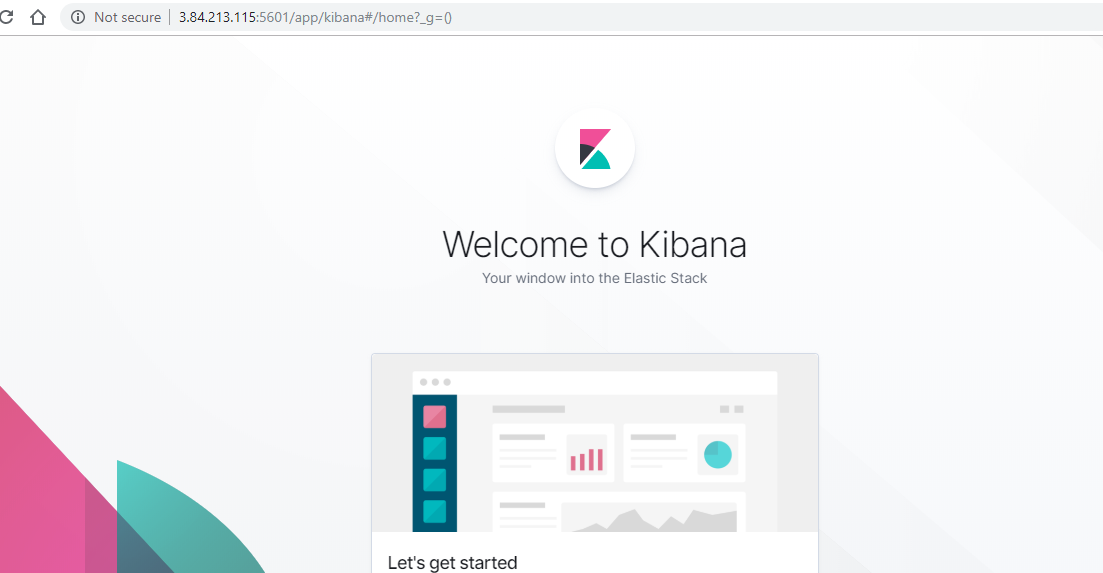 Not secure | 3.84.213.115:5601/app/kibana#/home?_g=()
Welcome to Kibana
Your window into the Elastic Stack
Let's get started